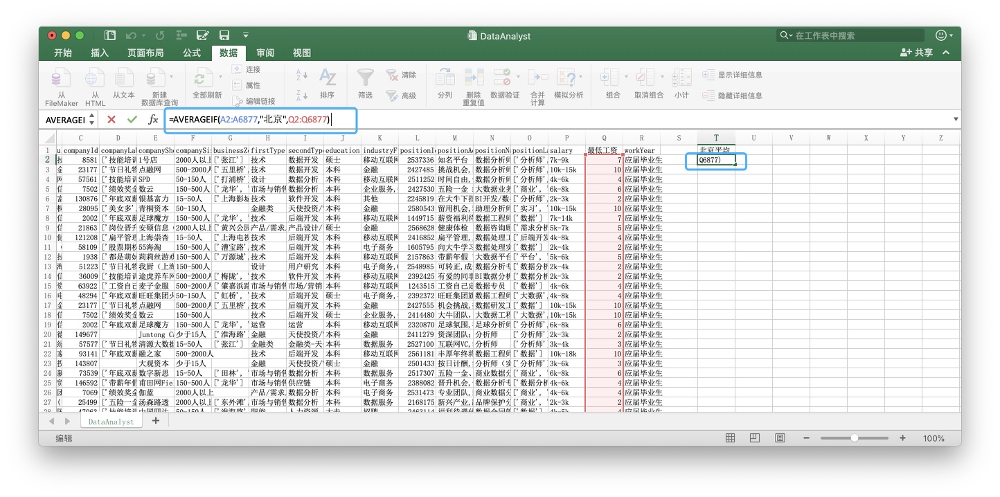 DataAnalyst
在工作表中搜索
开始 插入 页面布局 公式 数据 审阅 视图 共享
从 FileMaker
从 HTML
从文本
新建 数据库查询
全部刷新
连接
属性
编辑链接
排序
筛选
清除
高级
分列
删除 重复值
数据验证
合并 计算
模拟分析
组合
取消组合
小计
显示详细信息
隐藏详细信息
AVERAGEI fx =AVERAGEIF(A2:A6877,"北京",Q2:Q6877)
C D E F G H I J K L M N O P Q R S T U V W X Y Z
1 companyId companyLa companySho companySi businessZo firstType secondType education industryF positionI positionAd positionNa positionLa salary 最低工资 workYear 北京平均
2 8581 ['技能培训 1号店 2000人以上 ['张江'] 技术 数据开发 硕士 移动互联网 2537336 知名平台 数据分析师 ['分析师', 7k-9k 7 应届毕业生 Q6877)
3 23177 ['节日礼物 点融网 500-2000人 ['五里桥', 技术 数据开发 本科 金融 2427485 挑战机会, 数据分析师 ['分析师', 10k-15k 10 应届毕业生
4 57561 ['技能培训 SPD 50-150人 ['打浦桥', 设计 数据分析 本科 移动互联网 2511252 时间自由, 数据分析师 ['分析师', 4k-6k 4 应届毕业生
5 7502 ['绩效奖金 数云 150-500人 ['龙华', 市场与销售 数据分析 本科 企业服务, 2427530 五险一金 大数据业务 ['商业', 6k-8k 6 应届毕业生
6 130876 ['年底双薪 银基富力 15-50人 ['上海影城 技术 软件开发 本科 其他 2245819 在大牛下指 BI开发/数 ['分析师', 2k-3k 2 应届毕业生
7 28095 ['美女多', 青桐资本 50-150人 金融类 天使投资/ 本科 金融 2580543 留用机会, 助理分析师 ['实习', 10k-15k 10 应届毕业生
8 2002 ['年底双薪 足球魔方 150-500人 ['龙华', 技术 后端开发 本科 移动互联网 1449715 薪资福利待 数据工程师 ['数据'] 7k-14k 7 应届毕业生
9 21863 ['岗位晋升 安硕信息 2000人以上 ['黄兴公园 产品/需求 产品设计/ 硕士 金融 2568628 健康体检 数据咨询顾 ['需求分析 5k-7k 5 应届毕业生
10 121208 ['扁平管理 上海崇杏 15-50人 ['上海电视 技术 后端开发 本科 移动互联网 2416852 扁平管理, 数据处理工 ['后端开发 4k-8k 4 应届毕业生
11 58109 ['股票期权 55海淘 150-500人 ['漕宝路', 技术 后端开发 本科 电子商务 1605795 向大牛学习 数据处理实 ['数据'] 2k-4k 2 应届毕业生
12 1938 ['都是萌妹 莉莉丝游戏 150-500人 ['万源城', 技术 后端开发 本科 移动互联网 2157863 带薪年假 大数据平台 ['平台', 5k-6k 5 应届毕业生
13 51223 ['节日礼物 我厨（上海 150-500人 设计 用户研究 本科 电子商务, 2548985 可转正,成 数据分析专 ['数据分析 2k-4k 2 应届毕业生
14 36009 ['技能培训 途虎养车网 500-2000人 ['梅陇', 技术 软件开发 本科 移动互联网 2392425 有爱的同事 BI数据分析 ['数据分析 2k-4k 2 应届毕业生
15 63922 ['工资自己 麦子金服 500-2000人 ['肇嘉浜路 市场与销售 市场/营销 本科 移动互联网 1243515 工资自己定 数据专员 ['数据'] 4k-6k 4 应届毕业生
16 48294 ['年底双薪 旺旺集团 150-500人 ['虹桥', 技术 后端开发 硕士 电子商务, 2392372 旺旺旺旗 数据工程师 ['大数据' 4k-8k 4 应届毕业生
17 23177 ['节日礼物 点融网 500-2000人 ['五里桥', 技术 后端开发 本科 金融 2427555 机会挑战, 数据研发工 ['数据'] 10k-15k 10 应届毕业生
18 7502 ['绩效奖金 数云 150-500人 技术 后端开发 硕士 企业服务, 2414480 大牛团队, 大数据工程 ['大数据' 10k-15k 10 应届毕业生
19 2002 ['年底双薪 足球魔方 150-500人 ['龙华', 运营 运营 本科 移动互联网 2320870 足球氛围, 足球分析师 ['分析师', 6k-8k 6 应届毕业生
20 149677 Juntong Ca 少于15人 ['淮海路' 金融 天使投资/ 本科 金融 2411279 资深团队; 分析师 ['分析师', 2k-3k 2 应届毕业生
21 57577 ['节日礼物 清源大数据 15-50人 ['张江'] 金融类 金融类-天 本科 数据服务 2527100 互联网VC, 分析师 ['分析师', 3k-4k 3 应届毕业生
22 93141 ['年底双薪 融之家 500-2000人 技术 后端开发 本科 移动互联网 2561181 丰厚年终奖 数据工程师 ['大数据' 10k-18k 10 应届毕业生
23 143807 大观资本 少于15人 金融 天使投资/ 硕士 金融 2501433 按日计酬, 分析师（实 ['分析师', 3k-6k 3 应届毕业生
24 73539 ['年底双薪 数字新思 15-50人 ['田林', 市场与销售 数据分析 本科 数据服务 2517307 五险一金、 商业数据分 ['商业', 6k-8k 6 应届毕业生
25 146592 ['带薪年假 甫田网Fie 150-500人 ['龙华'] 市场与销售 供应链 本科 电子商务 2388082 晋升机会, 数据分析专 ['数据分析 4k-6k 4 应届毕业生
26 7069 ['绩效奖金 伽蓝 2000人以上 产品/需求 数据分析 本科 电子商务 2531473 专业团队, 商业数据分 ['商业', 4k-6k 4 应届毕业生
27 25499 ['五险一金 汤森路透 2000人以上 ['东外滩', 市场与销售 数据分析 本科 数据服务 2168175 新兴产业, 品牌保护分 ['商业', 2k-3k 2 应届毕业生
DataAnalyst +
编辑 100%